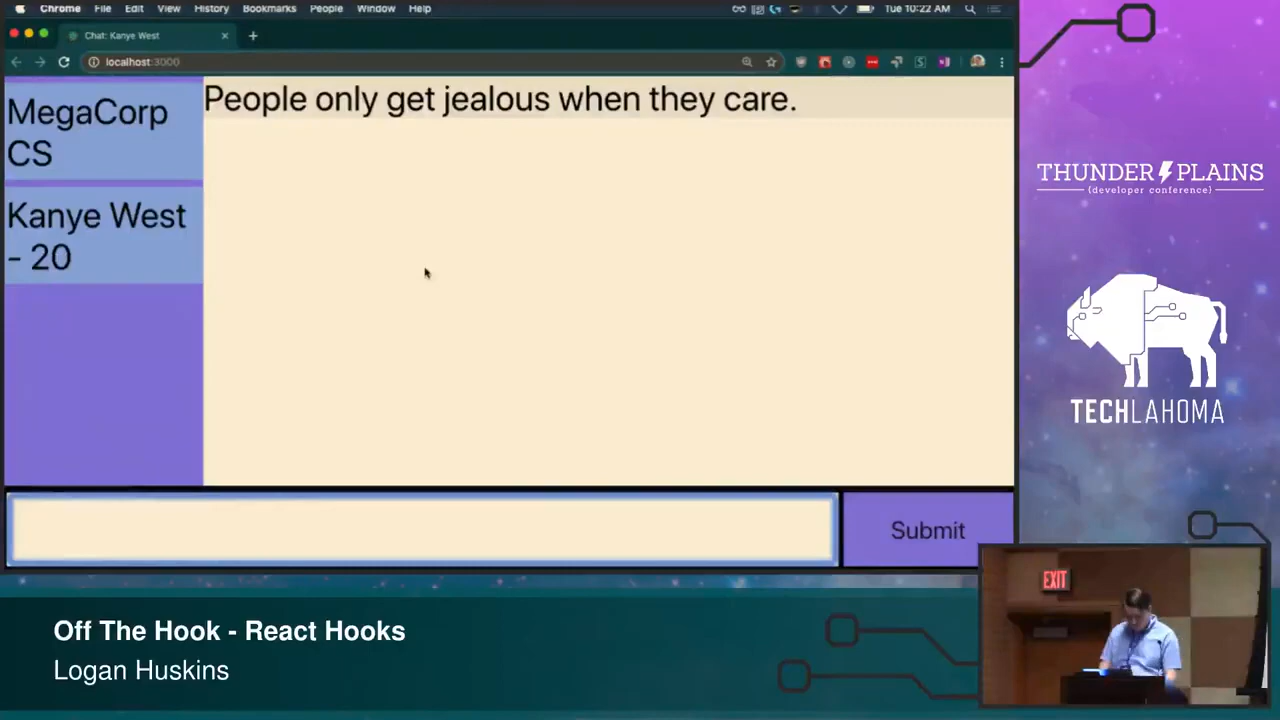 Chrome File Edit View History Bookmarks People Window Help
Tue 10:22 AM
Chat: Kanye West
localhost:3000
MegaCorp
CS
Kanye West
- 20
People only get jealous when they care.
Submit
THUNDER PLAINS
{developer conference}
TECHLAHOMA
EXIT
Off The Hook - React Hooks
Logan Huskins